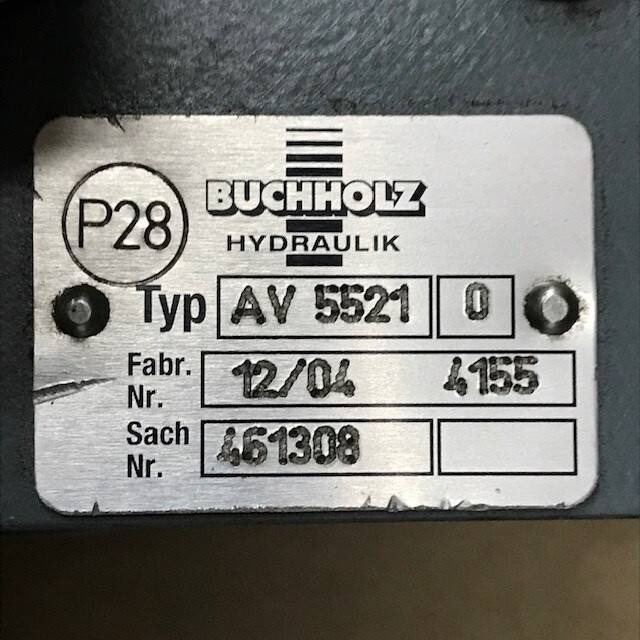 P28
BUCHHOLZ
HYDRAULIK
Typ AV 5521 0
Fabr. Nr. 12/04 4155
Sach Nr. 461308